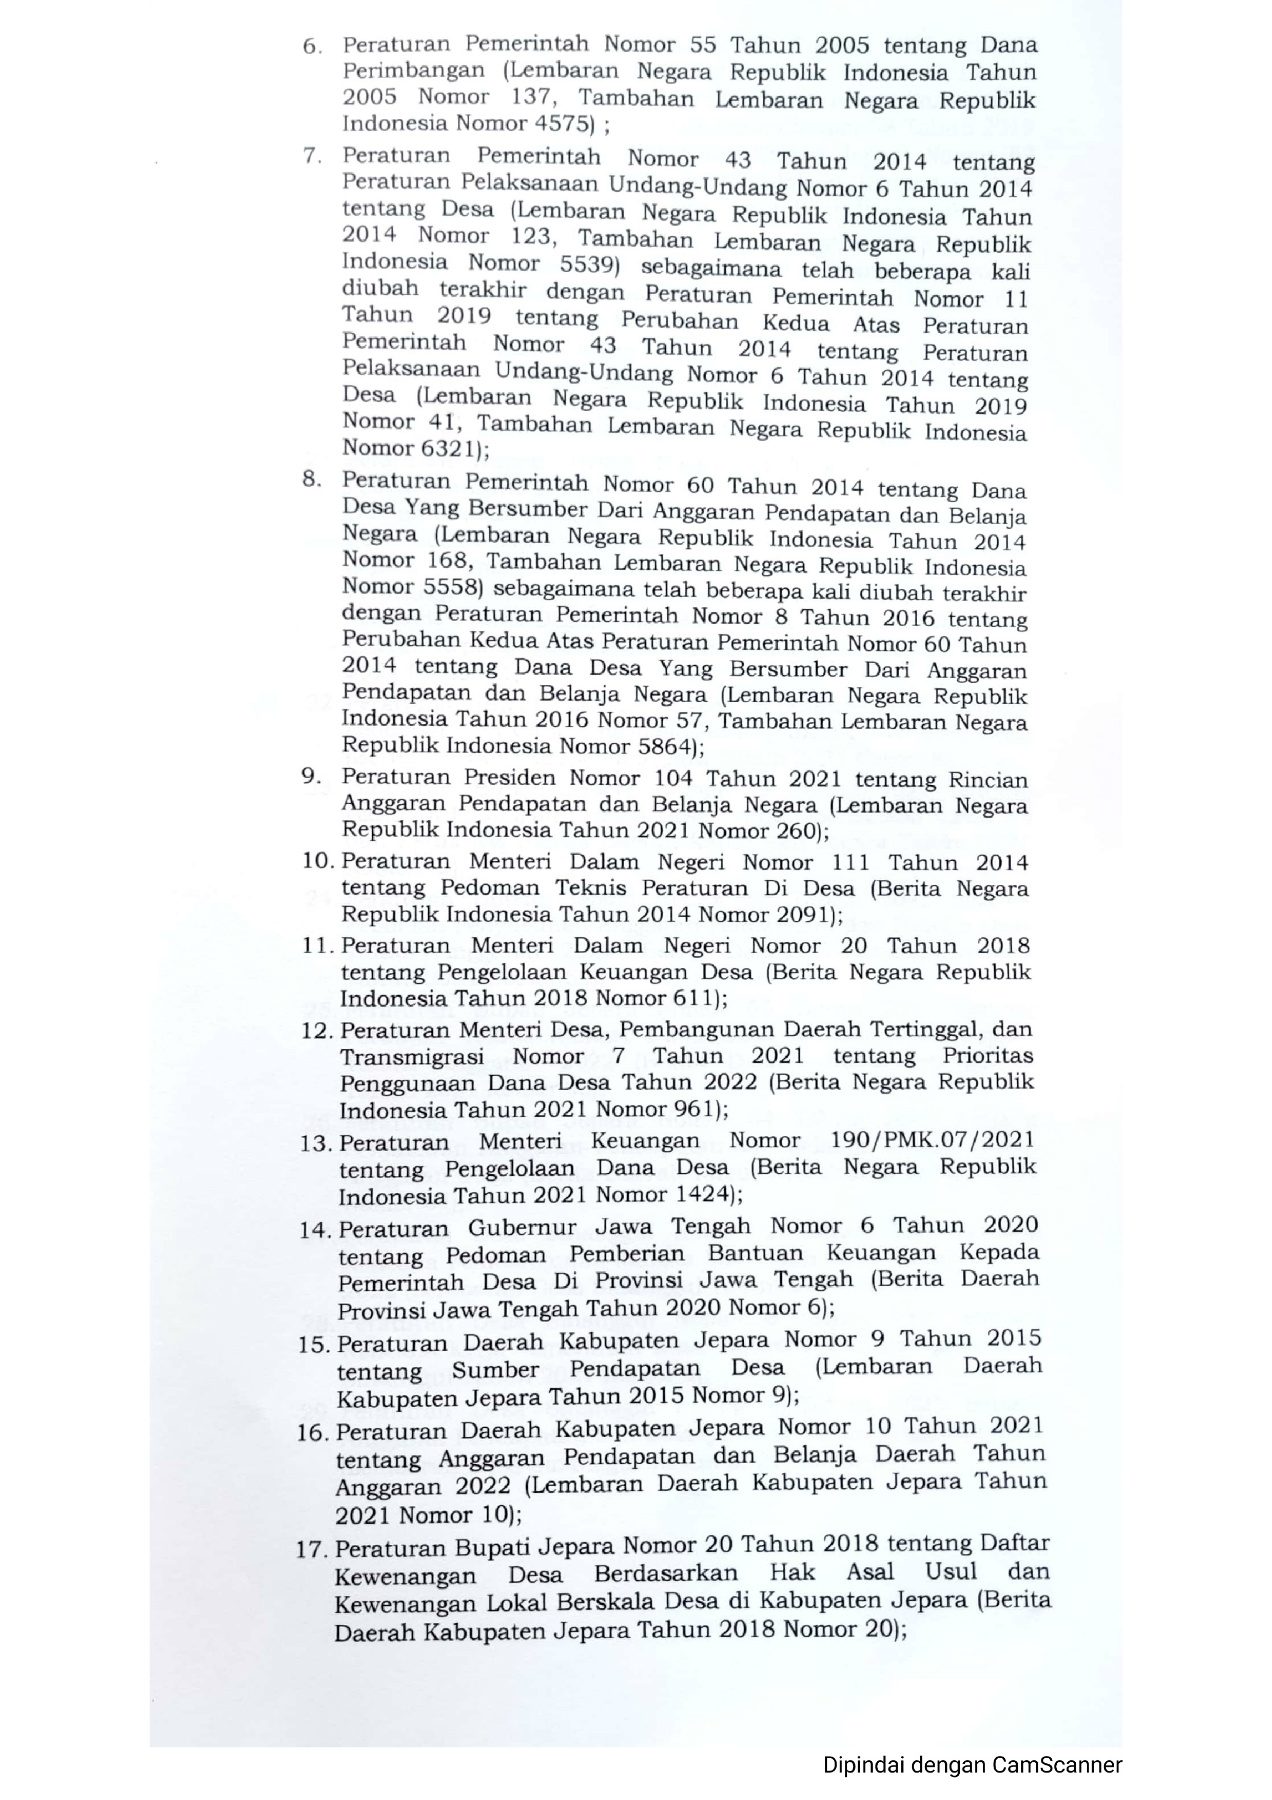 6. Peraturan Pemerintah Nomor 55 Tahun 2005 tentang Dana
Perimbangan (Lembaran Negara Republik Indonesia Tahun
2005 Nomor 137, Tambahan Lembaran Negara Republik
Indonesia Nomor 4575) ;
7. Peraturan Pemerintah Nomor 43 Tahun 2014 tentang
Peraturan Pelaksanaan Undang-Undang Nomor 6 Tahun 2014
tentang Desa (Lembaran Negara Republik Indonesia Tahun
2014 Nomor 123, Tambahan Lembaran Negara Republik
Indonesia Nomor 5539) sebagaimana telah beberapa kali
diubah terakhir dengan Peraturan Pemerintah Nomor 11
Tahun 2019 tentang Perubahan Kedua Atas Peraturan
Pemerintah Nomor 43 Tahun 2014 tentang Peraturan
Pelaksanaan Undang-Undang Nomor 6 Tahun 2014 tentang
Desa (Lembaran Negara Republik Indonesia Tahun 2019
Nomor 41, Tambahan Lembaran Negara Republik Indonesia
Nomor 6321);
8. Peraturan Pemerintah Nomor 60 Tahun 2014 tentang Dana
Desa Yang Bersumber Dari Anggaran Pendapatan dan Belanja
Negara (Lembaran Negara Republik Indonesia Tahun 2014
Nomor 168, Tambahan Lembaran Negara Republik Indonesia
Nomor 5558) sebagaimana telah beberapa kali diubah terakhir
dengan Peraturan Pemerintah Nomor 8 Tahun 2016 tentang
Perubahan Kedua Atas Peraturan Pemerintah Nomor 60 Tahun
2014 tentang Dana Desa Yang Bersumber Dari Anggaran
Pendapatan dan Belanja Negara (Lembaran Negara Republik
Indonesia Tahun 2016 Nomor 57, Tambahan Lembaran Negara
Republik Indonesia Nomor 5864);
9. Peraturan Presiden Nomor 104 Tahun 2021 tentang Rincian
Anggaran Pendapatan dan Belanja Negara (Lembaran Negara
Republik Indonesia Tahun 2021 Nomor 260);
10. Peraturan Menteri Dalam Negeri Nomor 111 Tahun 2014
tentang Pedoman Teknis Peraturan Di Desa (Berita Negara
Republik Indonesia Tahun 2014 Nomor 2091);
11. Peraturan Menteri Dalam Negeri Nomor 20 Tahun 2018
tentang Pengelolaan Keuangan Desa (Berita Negara Republik
Indonesia Tahun 2018 Nomor 611);
12. Peraturan Menteri Desa, Pembangunan Daerah Tertinggal, dan
Transmigrasi Nomor 7 Tahun 2021 tentang Prioritas
Penggunaan Dana Desa Tahun 2022 (Berita Negara Republik
Indonesia Tahun 2021 Nomor 961);
13. Peraturan Menteri Keuangan Nomor 190/PMK.07/2021
tentang Pengelolaan Dana Desa (Berita Negara Republik
Indonesia Tahun 2021 Nomor 1424);
14. Peraturan Gubernur Jawa Tengah Nomor 6 Tahun 2020
tentang Pedoman Pemberian Bantuan Keuangan Kepada
Pemerintah Desa Di Provinsi Jawa Tengah (Berita Daerah
Provinsi Jawa Tengah Tahun 2020 Nomor 6);
15. Peraturan Daerah Kabupaten Jepara Nomor 9 Tahun 2015
tentang Sumber Pendapatan Desa (Lembaran Daerah
Kabupaten Jepara Tahun 2015 Nomor 9);
16. Peraturan Daerah Kabupaten Jepara Nomor 10 Tahun 2021
tentang Anggaran Pendapatan dan Belanja Daerah Tahun
Anggaran 2022 (Lembaran Daerah Kabupaten Jepara Tahun
2021 Nomor 10);
17. Peraturan Bupati Jepara Nomor 20 Tahun 2018 tentang Daftar
Kewenangan Desa Berdasarkan Hak Asal Usul dan
Kewenangan Lokal Berskala Desa di Kabupaten Jepara (Berita
Daerah Kabupaten Jepara Tahun 2018 Nomor 20);
Dipindai dengan CamScanner